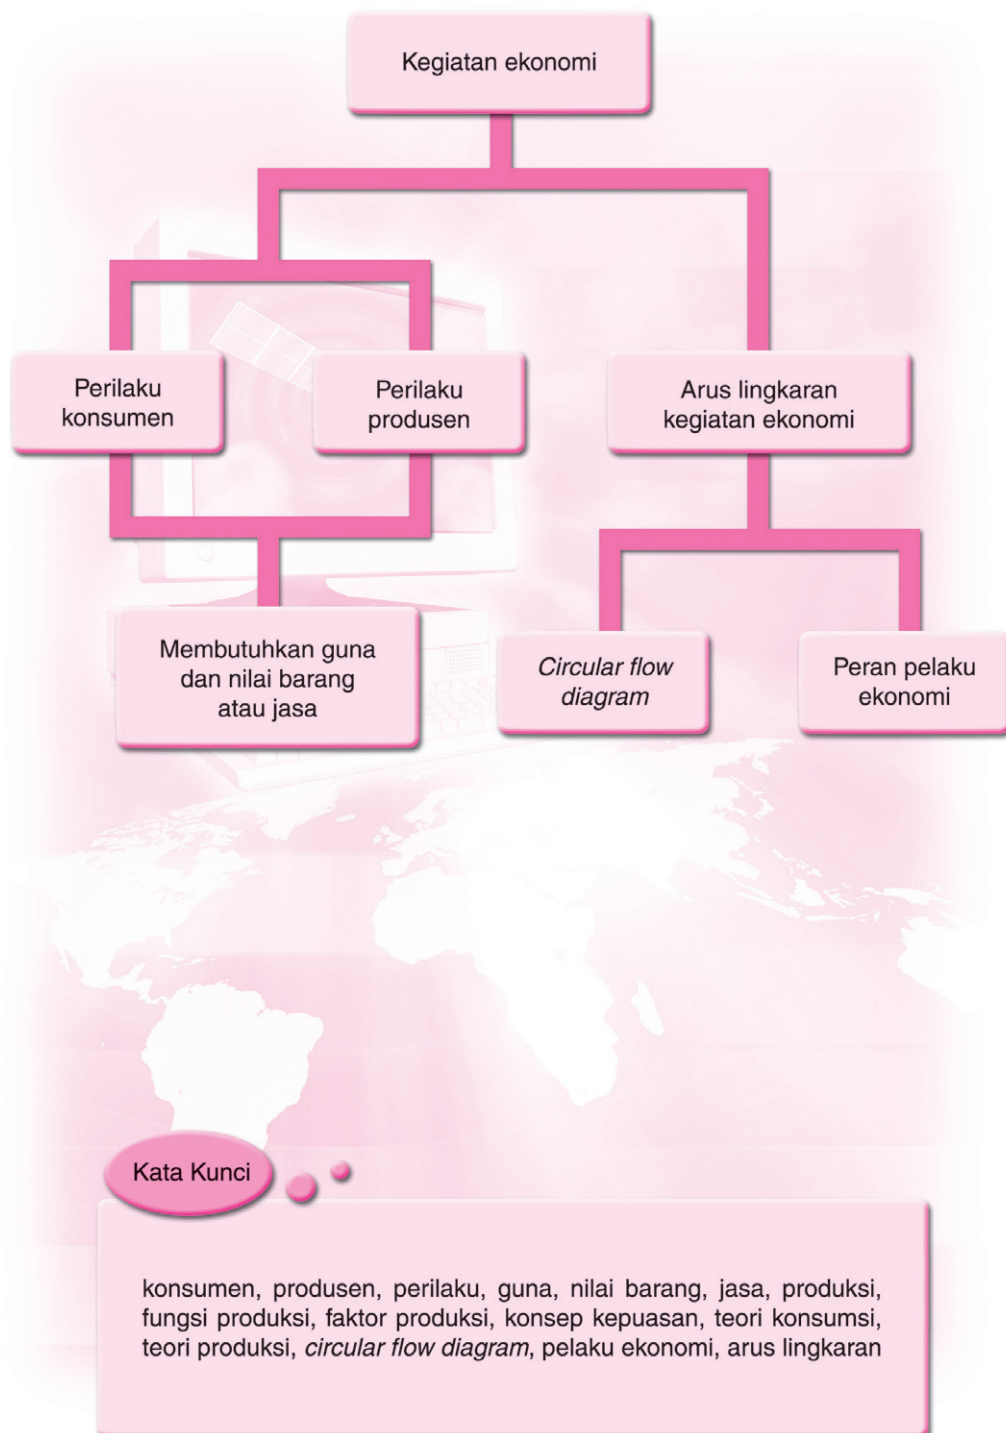 Kegiatan ekonomi
Perilaku
konsumen
Perilaku
produsen
Arus lingkaran
kegiatan ekonomi
Membutuhkan guna
dan nilai barang
atau jasa
Circular flow
diagram
Peran pelaku
ekonomi
Kata Kunci
konsumen, produsen, perilaku, guna, nilai barang, jasa, produksi,
fungsi produksi, faktor produksi, konsep kepuasan, teori konsumsi,
teori produksi, circular flow diagram, pelaku ekonomi, arus lingkaran